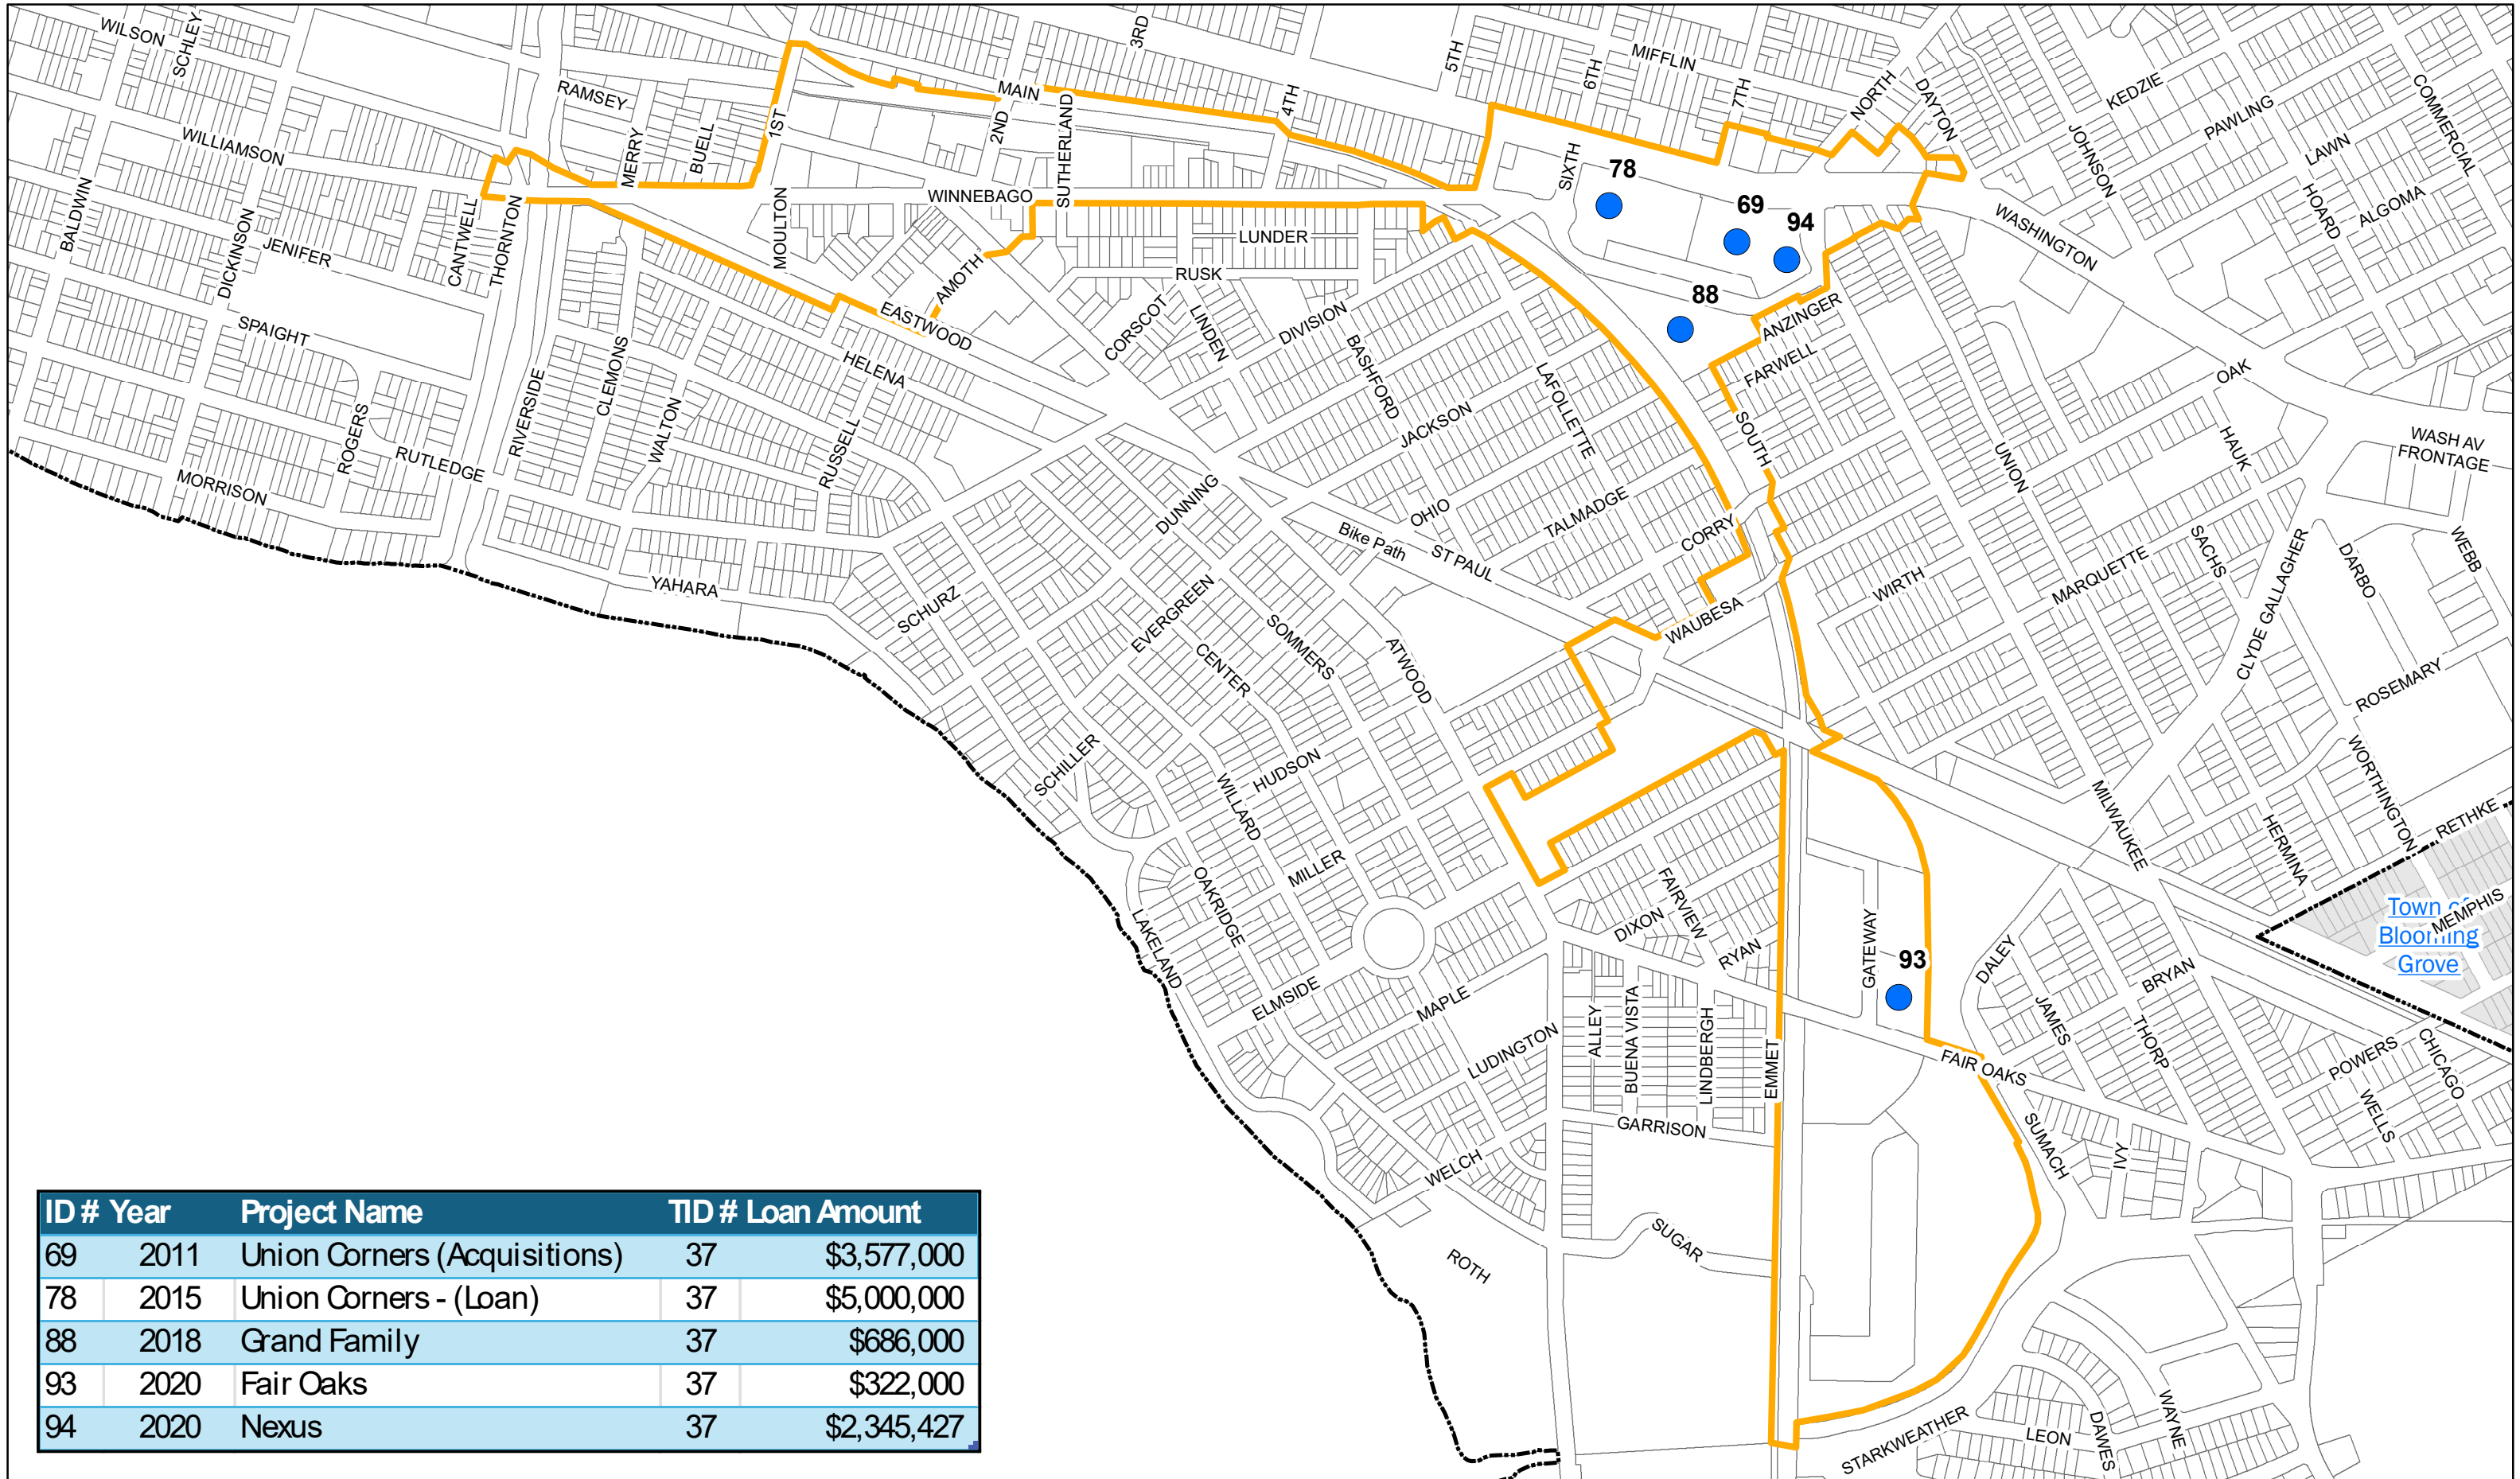 WILSON
SCHLEY
3RD
5TH
6TH
MIFFLIN
7TH
NORTH
DAYTON
KEDZIE
PAWLING
COMMERCIAL
RAMSEY
MAIN
4TH
2ND
SUTHERLAND
1ST
BUELL
MERRY
WILLIAMSON
JOHNSON
LAWN
HOARD
ALGOMA
SIXTH
78
69
94
WASHINGTON
WINNEBAGO
BALDWIN
DICKINSON
JENIFER
CANTWELL
THORNTON
MOULTON
LUNDER
RUSK
AMOTH
EASTWOOD
CORSCOT
LINDEN
DIVISION
BASHFORD
88
ANZINGER
FARWELL
SPAIGHT
HELENA
CLEMONS
RIVERSIDE
WALTON
ROGERS
RUTLEDGE
MORRISON
RUSSELL
JACKSON
LAFOLLETTE
SOUTH
OAK
HAUK
WASH AV
FRONTAGE
UNION
DUNNING
OHIO
TALMADGE
CORRY
Bike Path
ST PAUL
YAHARA
SCHURZ
EVERGREEN
CENTER
SOMMERS
ATWOOD
WAUBESA
WIRTH
MARQUETTE
SACHS
CLYDE GALLAGHER
DARBO
WEBB
ROSEMARY
SCHILLER
HUDSON
WILLARD
MILLER
OAKRIDGE
LAKELAND
ELMSIDE
MAPLE
LUDINGTON
FAIRVIEW
DIXON
RYAN
GATEWAY
93
MILWAUKEE
HERMINA
WORTHINGTON
RETHKE
MEMPHIS
Town of
Blooming
Grove
DALEY
JAMES
BRYAN
THORP
ALLEY
BUENA VISTA
LINDBERGH
EMMET
FAIR OAKS
POWERS
CHICAGO
WELLS
GARRISON
WELCH
SUMACH
IVY
SUGAR
ROTH
STARKWEATHER
LEON
DAWES
WAYNE
ID # Year Project Name TID # Loan Amount
69 2011 Union Corners (Acquisitions) 37 $3,577,000
78 2015 Union Corners - (Loan) 37 $5,000,000
88 2018 Grand Family 37 $686,000
93 2020 Fair Oaks 37 $322,000
94 2020 Nexus 37 $2,345,427